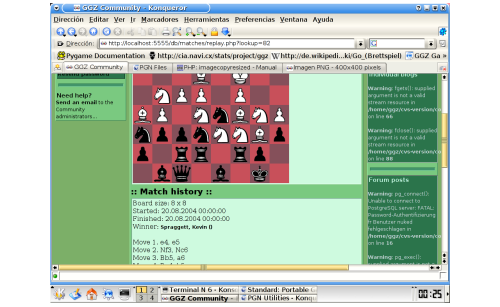 GGZ Community - Konqueror
Dirección Editar Ver Ir Marcadores Herramientas Preferencias Ventana Ayuda
Dirección: http://localhost:5555/db/matches/replay.php?lookup=82
Pygame Documentation http://cia.navi.cx/stats/project/ggz http://de.wikipedi...ki/Go_(Brettspiel) GGZ Ga
GGZ Community PGN Files PHP: imagecopyresized - Manual Imagen PNG - 400x400 pixels
Need help?
Send an email to the
Community
administrators...
:: Match history ::
Board size: 8 x 8
Started: 20.08.2004 00:00:00
Finished: 20.08.2004 00:00:00
Winner: Spraggett, Kevin ()
Move 1. e4, e5
Move 2. Nf3, Nc6
Move 3. Bb5, a6
individual blogs
Warning: fgets(): supplied
argument is not a valid
stream resource in
/home/ggz/cvs-version/c
on line 66
Warning: fclose(): supplied
argument is not a valid
stream resource in
/home/ggz/cvs-version/c
on line 88
Forum posts
Warning: pg_connect():
Unable to connect to
PostgreSQL server: FATAL:
Password-Authentifizierung
fehlgeschlagen in
/home/ggz/cvs-version/c
on line 16
Warning:
1 2
3 4
Terminal N 6 - Konqu
Standard: Portable G
GGZ Community -
PGN Utilities - Konq
00:25